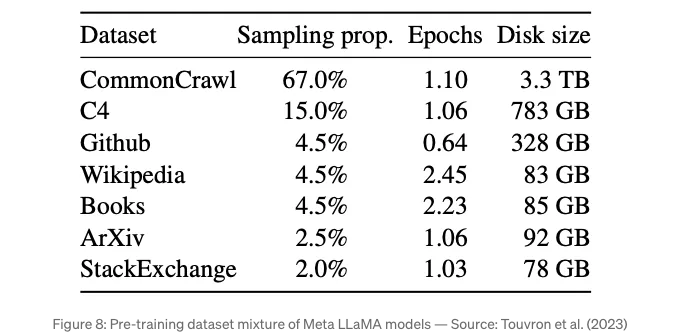 Dataset Sampling prop. Epochs Disk size
CommonCrawl 67.0% 1.10 3.3 TB
C4 15.0% 1.06 783 GB
Github 4.5% 0.64 328 GB
Wikipedia 4.5% 2.45 83 GB
Books 4.5% 2.23 85 GB
ArXiv 2.5% 1.06 92 GB
StackExchange 2.0% 1.03 78 GB
Figure 8: Pre-training dataset mixture of Meta LLaMA models — Source: Touvron et al. (2023)